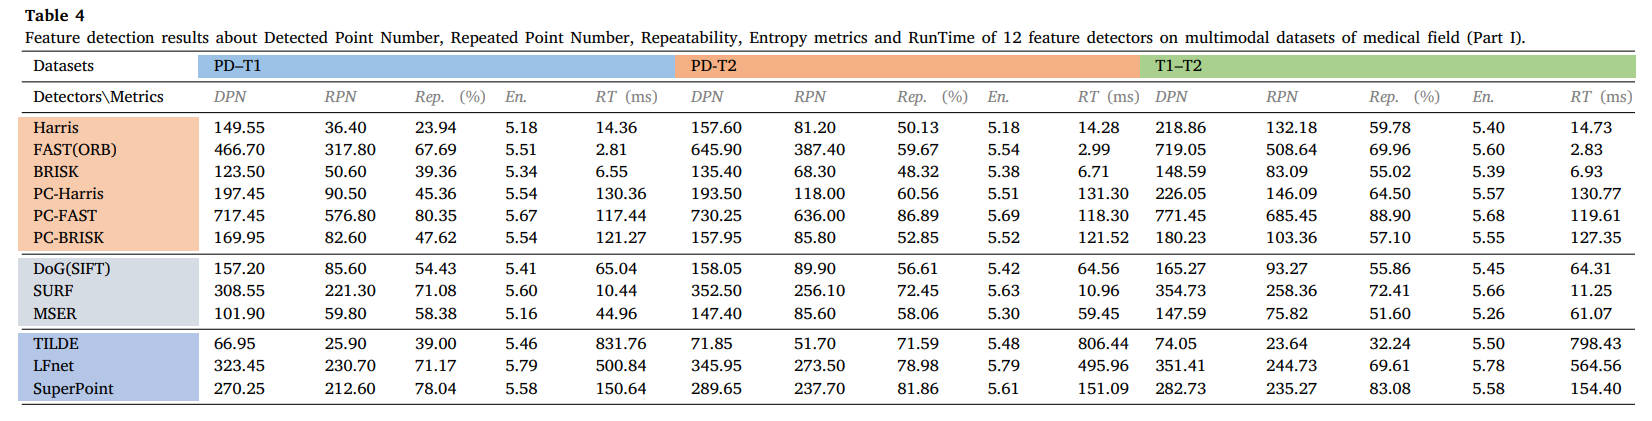 Table 4
Feature detection results about Detected Point Number, Repeated Point Number, Repeatability, Entropy metrics and RunTime of 12 feature detectors on multimodal datasets of medical field (Part I).
Datasets PD–T1 PD-T2 T1–T2
Detectors\Metrics DPN RPN Rep. (%) En. RT (ms) DPN RPN Rep. (%) En. RT (ms) DPN RPN Rep. (%) En. RT (ms)
Harris 149.55 36.40 23.94 5.18 14.36 157.60 81.20 50.13 5.18 14.28 218.86 132.18 59.78 5.40 14.73
FAST(ORB) 466.70 317.80 67.69 5.51 2.81 645.90 387.40 59.67 5.54 2.99 719.05 508.64 69.96 5.60 2.83
BRISK 123.50 50.60 39.36 5.34 6.55 135.40 68.30 48.32 5.38 6.71 148.59 83.09 55.02 5.39 6.93
PC-Harris 197.45 90.50 45.36 5.54 130.36 193.50 118.00 60.56 5.51 131.30 226.05 146.09 64.50 5.57 130.77
PC-FAST 717.45 576.80 80.35 5.67 117.44 730.25 636.00 86.89 5.69 118.30 771.45 685.45 88.90 5.68 119.61
PC-BRISK 169.95 82.60 47.62 5.54 121.27 157.95 85.80 52.85 5.52 121.52 180.23 103.36 57.10 5.55 127.35
DoG(SIFT) 157.20 85.60 54.43 5.41 65.04 158.05 89.90 56.61 5.42 64.56 165.27 93.27 55.86 5.45 64.31
SURF 308.55 221.30 71.08 5.60 10.44 352.50 256.10 72.45 5.63 10.96 354.73 258.36 72.41 5.66 11.25
MSER 101.90 59.80 58.38 5.16 44.96 147.40 85.60 58.06 5.30 59.45 147.59 75.82 51.60 5.26 61.07
TILDE 66.95 25.90 39.00 5.46 831.76 71.85 51.70 71.59 5.48 806.44 74.05 23.64 32.24 5.50 798.43
LFnet 323.45 230.70 71.17 5.79 500.84 345.95 273.50 78.98 5.79 495.96 351.41 244.73 69.61 5.78 564.56
SuperPoint 270.25 212.60 78.04 5.58 150.64 289.65 237.70 81.86 5.61 151.09 282.73 235.27 83.08 5.58 154.40